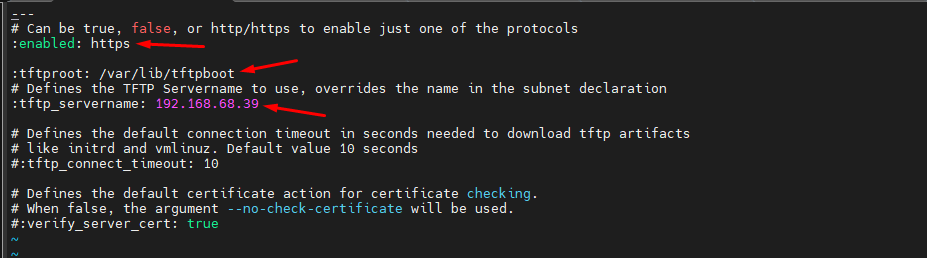 ---
# Can be true, false, or http/https to enable just one of the protocols
:enabled: https
:tftproot: /var/lib/tftpboot
# Defines the TFTP Servername to use, overrides the name in the subnet declaration
:tftp_servername: 192.168.68.39
# Defines the default connection timeout in seconds needed to download tftp artifacts
# like initrd and vmlinuz. Default value 10 seconds
#:tftp_connect_timeout: 10
# Defines the default certificate action for certificate checking.
# When false, the argument --no-check-certificate will be used.
#:verify_server_cert: true
~
~